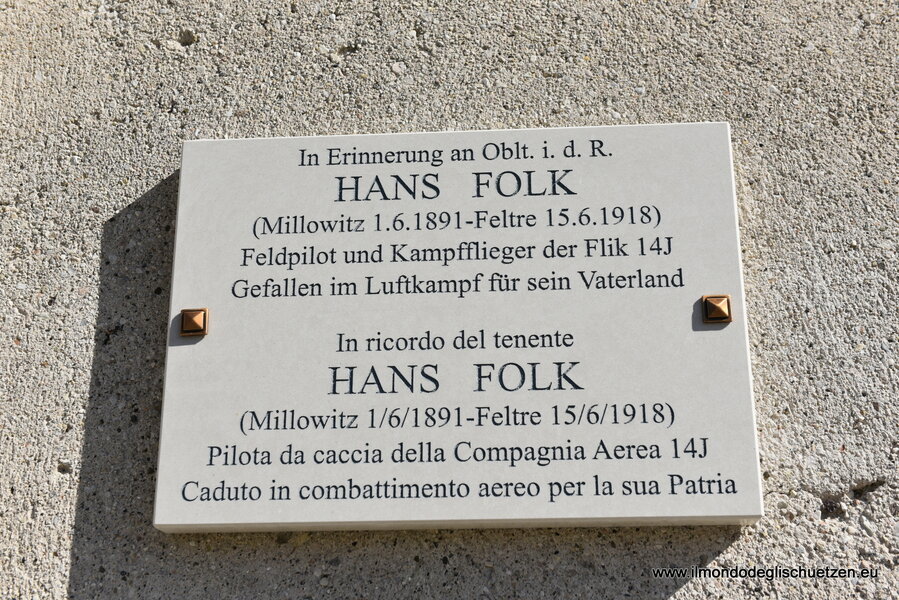 In Erinnerung an Oblt. i. d. R.
HANS FOLK
(Millowitz 1.6.1891-Feltre 15.6.1918)
Feldpilot und Kampfflieger der Flik 14J
Gefallen im Luftkampf für sein Vaterland
In ricordo del tenente
HANS FOLK
(Millowitz 1/6/1891-Feltre 15/6/1918)
Pilota da caccia della Compagnia Aerea 14J
Caduto in combattimento aereo per la sua Patria
www.ilmondodeglischuetzen.eu